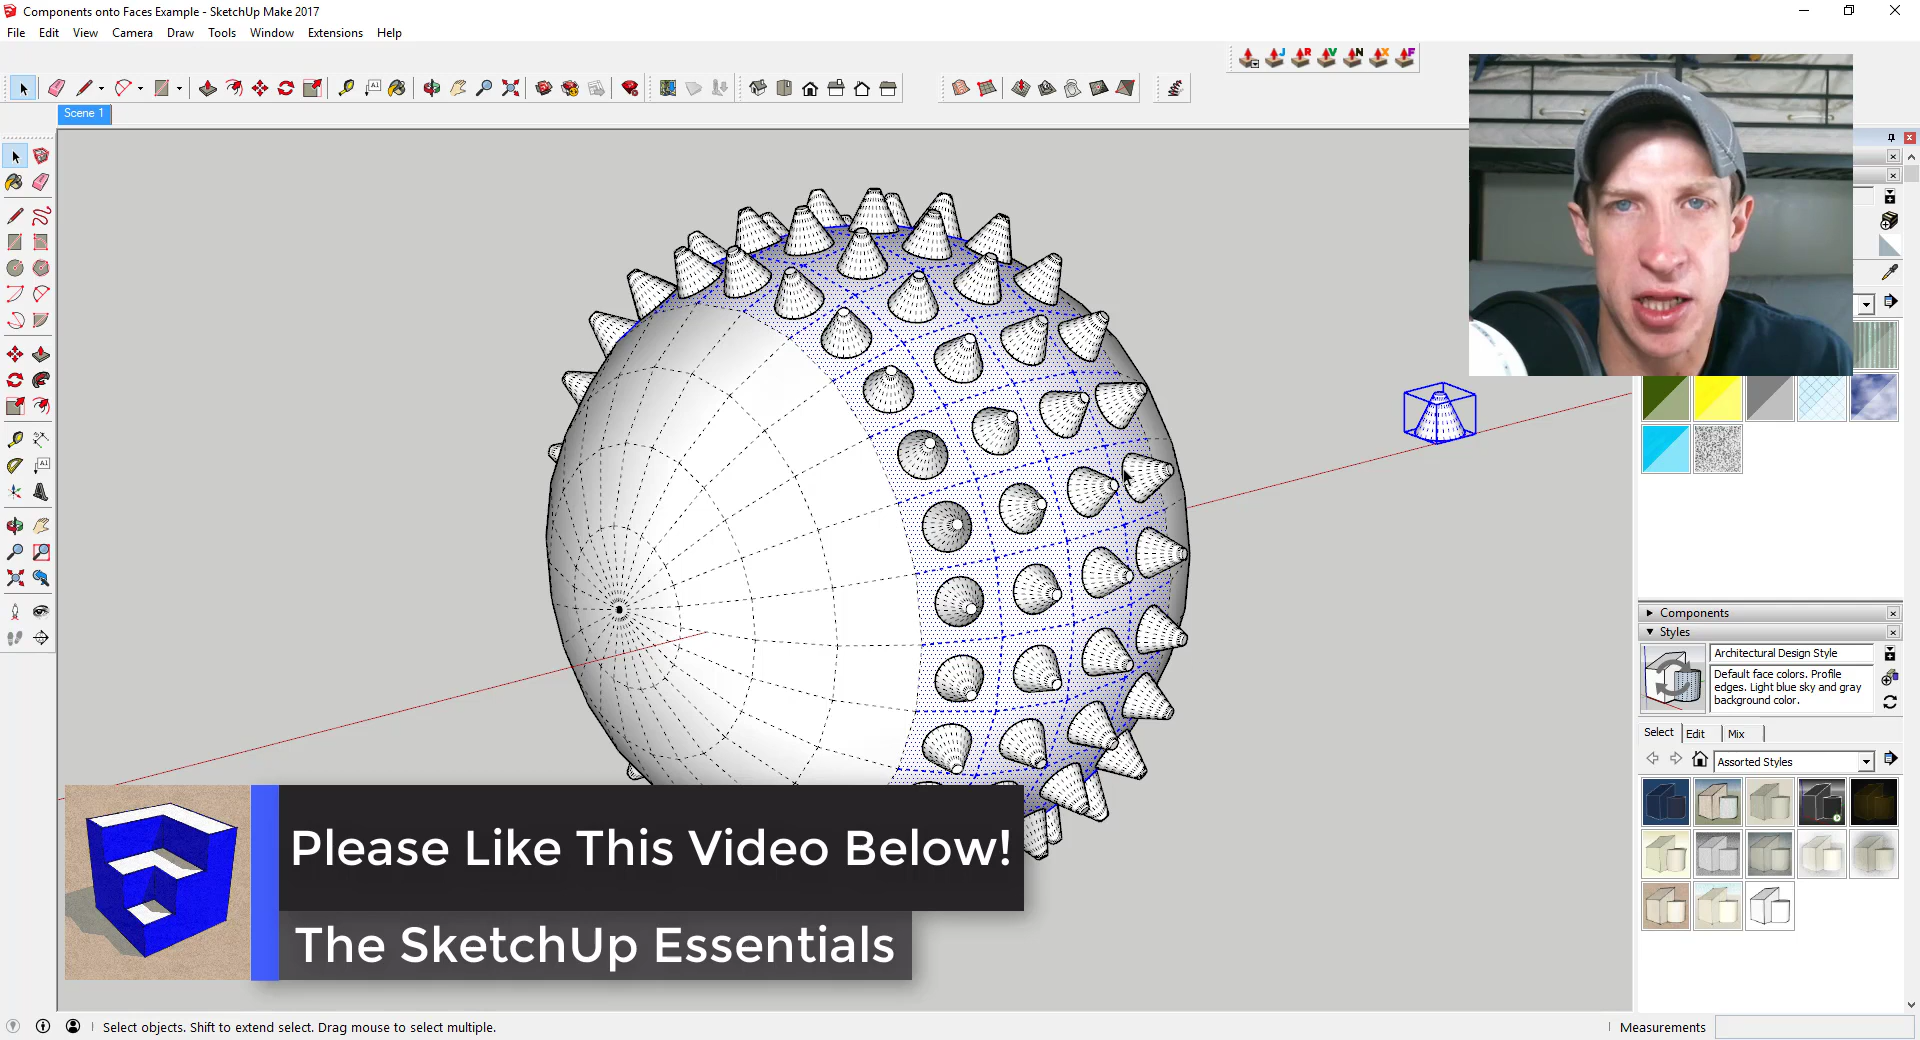 Components onto Faces Example - SketchUp Make 2017
File Edit View Camera Draw Tools Window Extensions Help
J R V N X F
A1
Scene 1
A1
Components
Styles
Architectural Design Style
Default face colors. Profile
edges. Light blue sky and gray
background color.
Select Edit Mix
Assorted Styles
Please Like This Video Below!
The SketchUp Essentials
Select objects. Shift to extend select. Drag mouse to select multiple.
Measurements